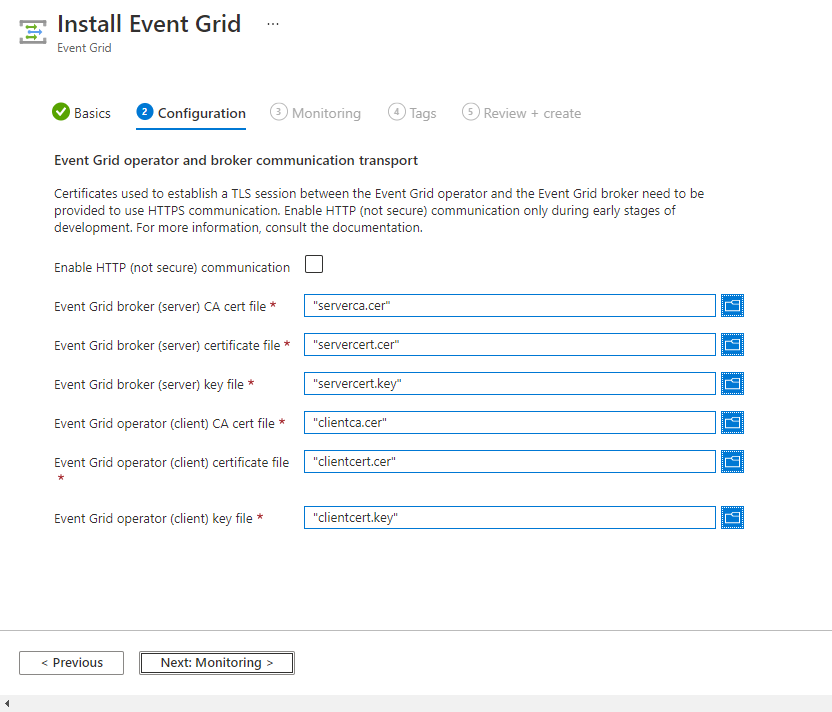 Install Event Grid ...
Event Grid
Basics 2 Configuration 3 Monitoring 4 Tags 5 Review + create
Event Grid operator and broker communication transport
Certificates used to establish a TLS session between the Event Grid operator and the Event Grid broker need to be
provided to use HTTPS communication. Enable HTTP (not secure) communication only during early stages of
development. For more information, consult the documentation.
Enable HTTP (not secure) communication
Event Grid broker (server) CA cert file * "serverca.cer"
Event Grid broker (server) certificate file * "servercert.cer"
Event Grid broker (server) key file * "servercert.key"
Event Grid operator (client) CA cert file * "clientca.cer"
Event Grid operator (client) certificate file "clientcert.cer"
*
Event Grid operator (client) key file * "clientcert.key"
< Previous Next: Monitoring >